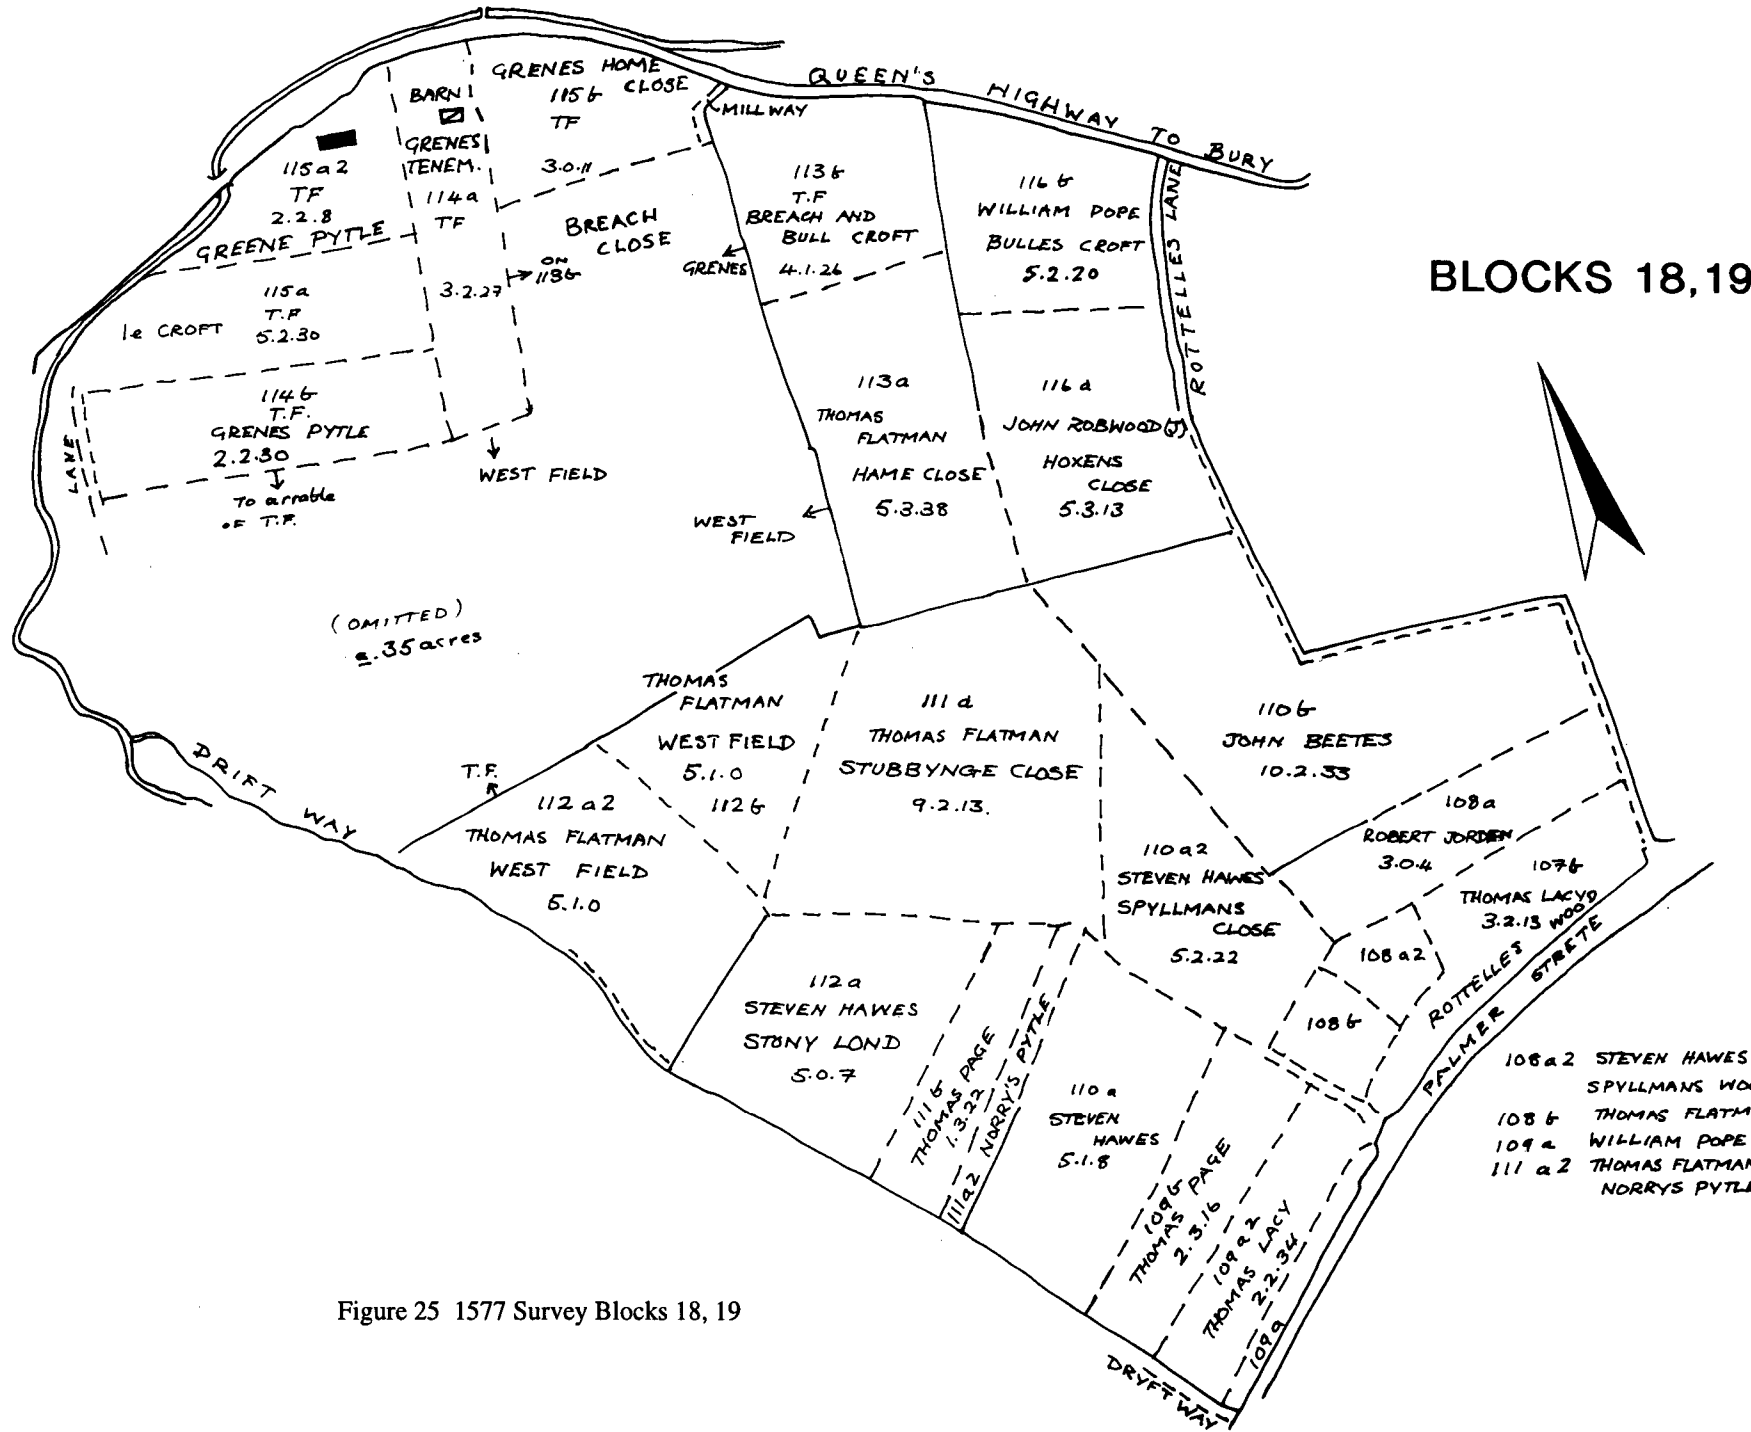 QUEEN'S HIGHWAY TO BURY
GRENES HOME
CLOSE
115b
TF
3.0.11
BARN
GRENES
TENEM.
114a
TF
3.2.27
MILLWAY
115a2
TF
2.2.8
GREENE PYTLE
BREACH
CLOSE
ON
113b
GRENES
113b
T.F
BREACH AND
BULL CROFT
4.1.26
116b
WILLIAM POPE
BULLES CROFT
5.2.20
ROTTELLES LANE
BLOCKS 18,19
115a
T.F
le CROFT 5.2.30
114b
T.F.
GRENES PYTLE
2.2.30
LANE
To arrable
OF T.F.
WEST FIELD
113a
THOMAS
FLATMAN
HAME CLOSE
5.3.38
WEST
FIELD
116a
JOHN ROBWOOD(J)
HOXENS
CLOSE
5.3.13
(OMITTED)
c.35 acres
DRIFT WAY
THOMAS
FLATMAN
WEST FIELD
5.1.0
112b
T.F.
112a2
THOMAS FLATMAN
WEST FIELD
5.1.0
111d
THOMAS FLATMAN
STUBBYNGE CLOSE
9.2.13.
110b
JOHN BEETES
10.2.33
108a
ROBERT JORDEN
3.0.4
107b
THOMAS LACYD
3.2.13
110a2
STEVEN HAWES
SPYLLMANS
CLOSE
5.2.22
108a2
108b
ROTTELLES WOOD
PALMER STRETE
112a
STEVEN HAWES
STONY LOND
5.0.7
111b
THOMAS PAGE
1.3.22
NORRY'S PYTLE
111a2
110a
STEVEN
HAWES
5.1.8
109b
THOMAS PAGE
2.3.16
109a2
THOMAS LACY
2.2.34
109a
DRYFT WAY
108a2 STEVEN HAWES
SPYLLMANS WO
108b THOMAS FLATM
109a WILLIAM POPE
111a2 THOMAS FLATMAN
NORRYS PYTL
Figure 25 1577 Survey Blocks 18, 19